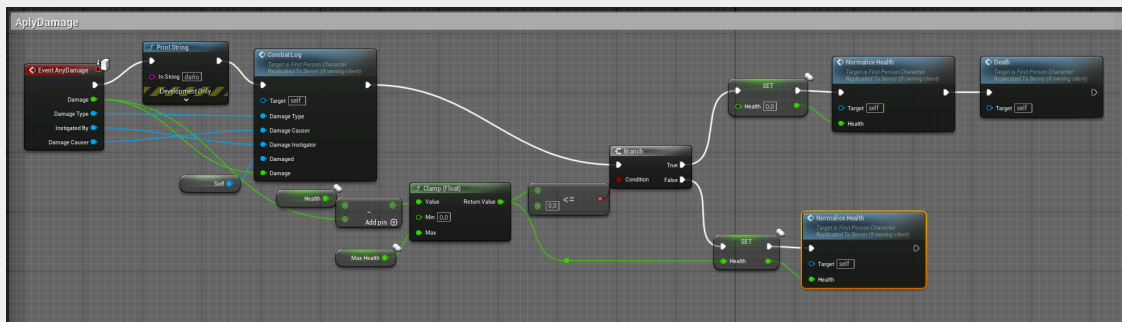 AplyDamage
Event AnyDamage
Damage
Damage Type
Instigated By
Damage Causer
Print String
In String daño
Development Only
CombatLog
Target is First Person Character
Replicated To Server (if owning client)
Target self
Damage Type
Damage Causer
Damage Instigator
Damaged
Damage
Self
Health
-
Add pin
Max Health
Clamp (Float)
Value
Return Value
Min 0,0
Max
0,0
<=
Branch
True
Condition
False
SET
Health 0,0
Normalice Health
Target is First Person Character
Replicated To Server (if owning client)
Target self
Health
Death
Target is First Person Character
Replicated To Server (if owning client)
Target self
SET
Health
Normalice Health
Target is First Person Character
Replicated To Server (if owning client)
Target self
Health